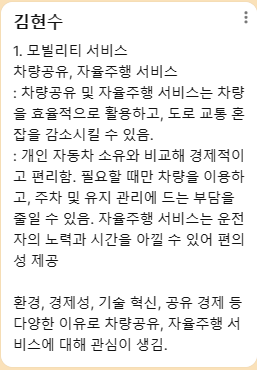 김현수
1. 모빌리티 서비스
차량공유, 자율주행 서비스
: 차량공유 및 자율주행 서비스는 차량
을 효율적으로 활용하고, 도로 교통 혼
잡을 감소시킬 수 있음.
: 개인 자동차 소유와 비교해 경제적이
고 편리함. 필요할 때만 차량을 이용하
고, 주차 및 유지 관리에 드는 부담을
줄일 수 있음. 자율주행 서비스는 운전
자의 노력과 시간을 아낄 수 있어 편의
성 제공
환경, 경제성, 기술 혁신, 공유 경제 등
다양한 이유로 차량공유, 자율주행 서
비스에 대해 관심이 생김.